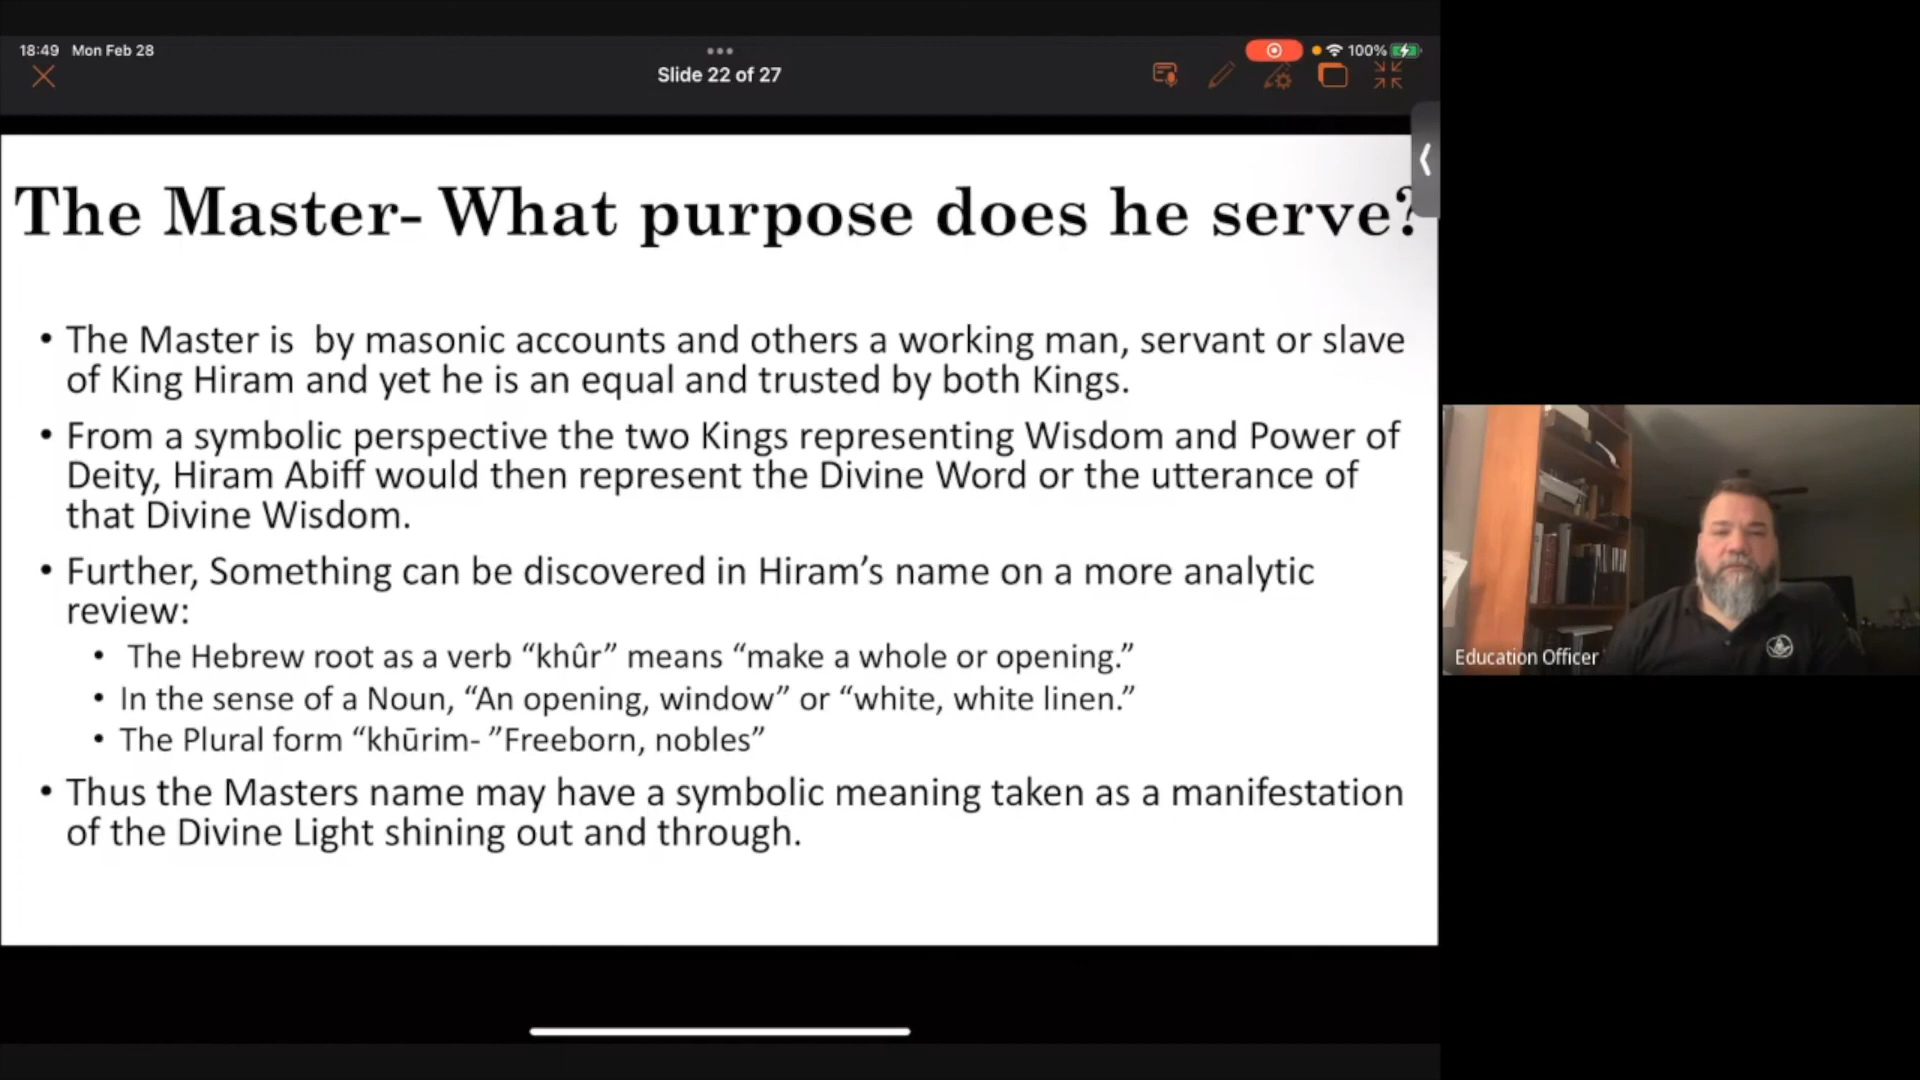 18:49 Mon Feb 28
100%
Slide 22 of 27
The Master- What purpose does he serve?
• The Master is  by masonic accounts and others a working man, servant or slave
of King Hiram and yet he is an equal and trusted by both Kings.
• From a symbolic perspective the two Kings representing Wisdom and Power of
Deity, Hiram Abiff would then represent the Divine Word or the utterance of
that Divine Wisdom.
• Further, Something can be discovered in Hiram’s name on a more analytic
review:
• The Hebrew root as a verb “khûr” means “make a whole or opening.”
• In the sense of a Noun, “An opening, window” or “white, white linen.”
• The Plural form “khūrim- ”Freeborn, nobles”
• Thus the Masters name may have a symbolic meaning taken as a manifestation
of the Divine Light shining out and through.
Education Officer